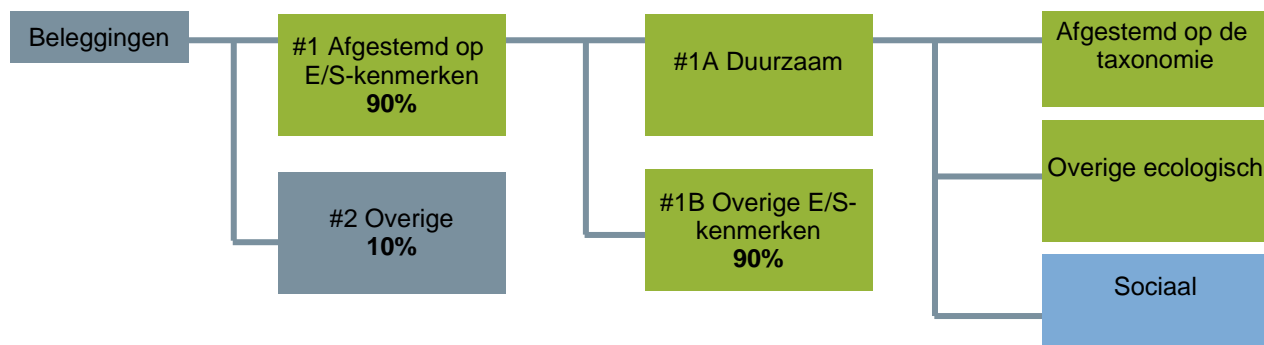 Beleggingen
#1 Afgestemd op
E/S-kenmerken
90%
#2 Overige
10%
#1A Duurzaam
#1B Overige E/S-
kenmerken
90%
Afgestemd op de
taxonomie
Overige ecologisch
Sociaal